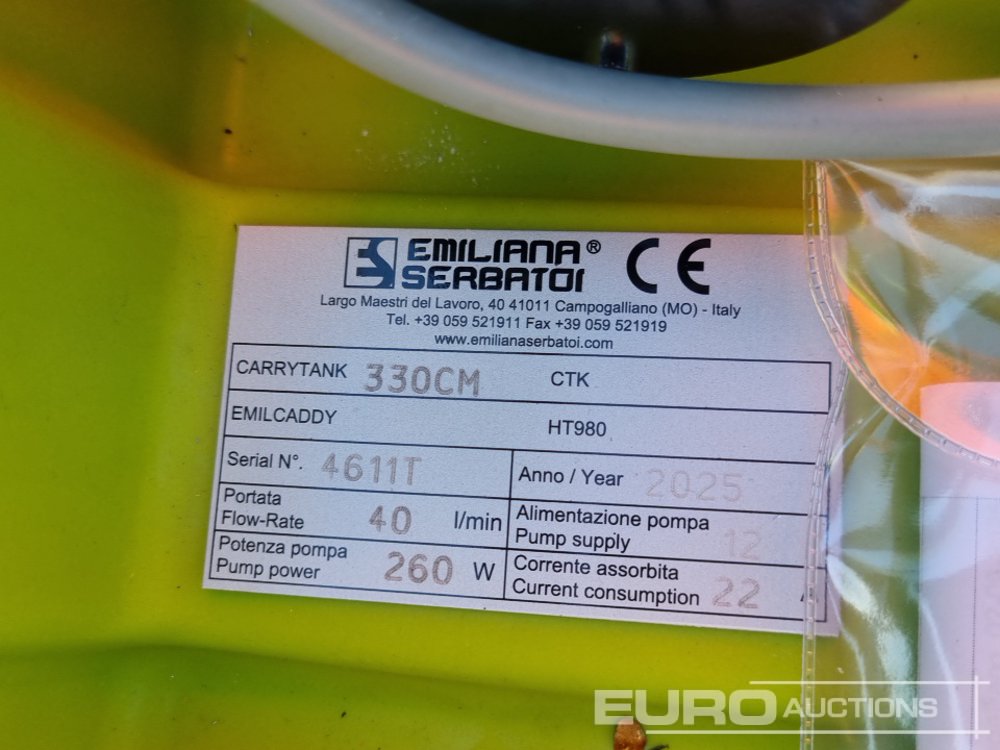 ES EMILIANA® SERBATOI CE
Largo Maestri del Lavoro, 40 41011 Campogalliano (MO) - Italy
Tel. +39 059 521911 Fax +39 059 521919
www.emilianaserbatoi.com
CARRYTANK 330CM CTK
EMILCADDY HT980
Serial N°. 4611T Anno / Year 2025
Portata
Flow-Rate 40 l/min
Alimentazione pompa
Pump supply 12
Potenza pompa
Pump power 260 W
Corrente assorbita
Current consumption 22
EURO AUCTIONS